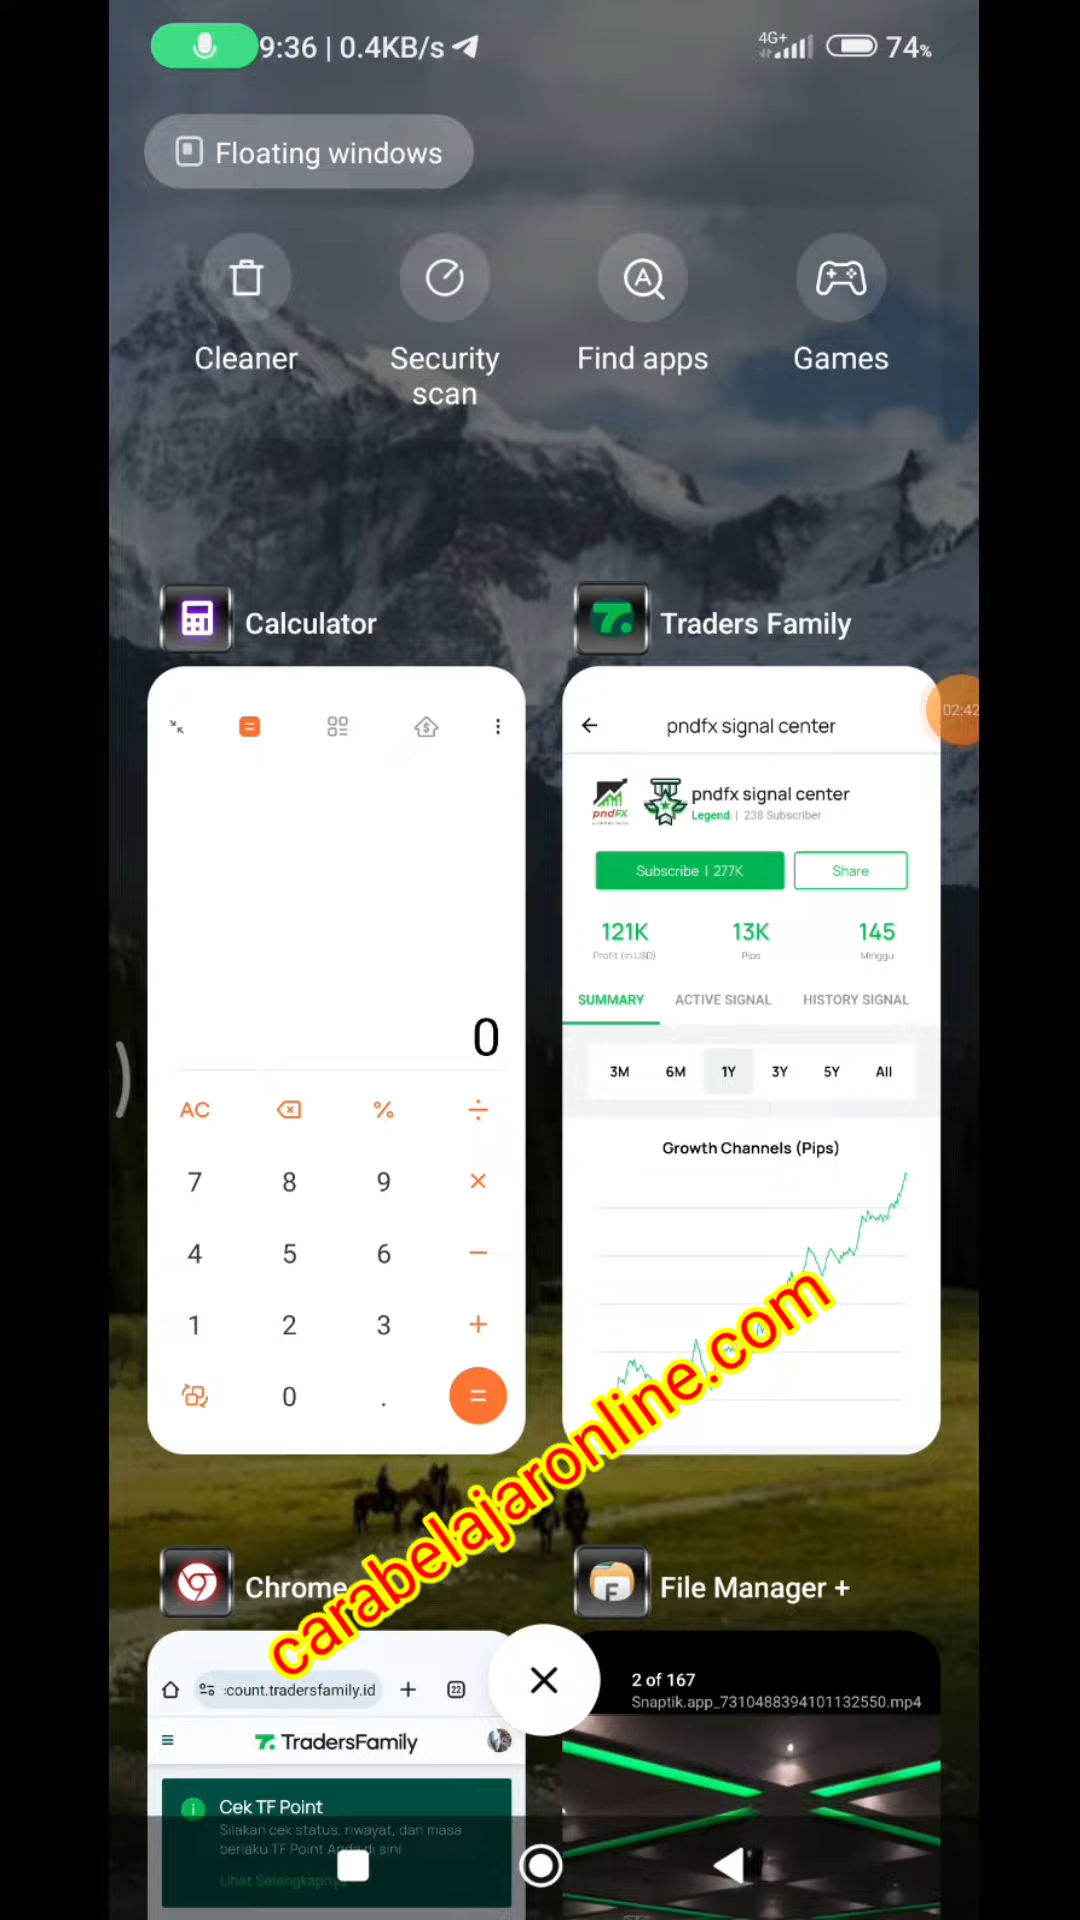 9:36 | 0.4KB/s
4G+
74%
Floating windows
Cleaner
Security
scan
Find apps
Games
Calculator
Traders Family
02:42
pndfx signal center
pndFX
pndfx signal center
Legend | 238 Subscriber
Subscribe | 277K
Share
121K
13K
145
Profit (in USD)
Pips
Minggu
SUMMARY
ACTIVE SIGNAL
HISTORY SIGNAL
3M
6M
1Y
3Y
5Y
All
Growth Channels (Pips)
0
AC
%
÷
7
8
9
×
4
5
6
−
1
2
3
+
0
.
=
carabelajaronline.com
Chrome
File Manager +
:count.tradersfamily.id
22
2 of 167
Snaptik.app_7310488394101132550.mp4
TradersFamily
Cek TF Point
Silakan cek status, riwayat, dan masa
berlaku TF Point Anda di sini
Lihat Selengkapnya